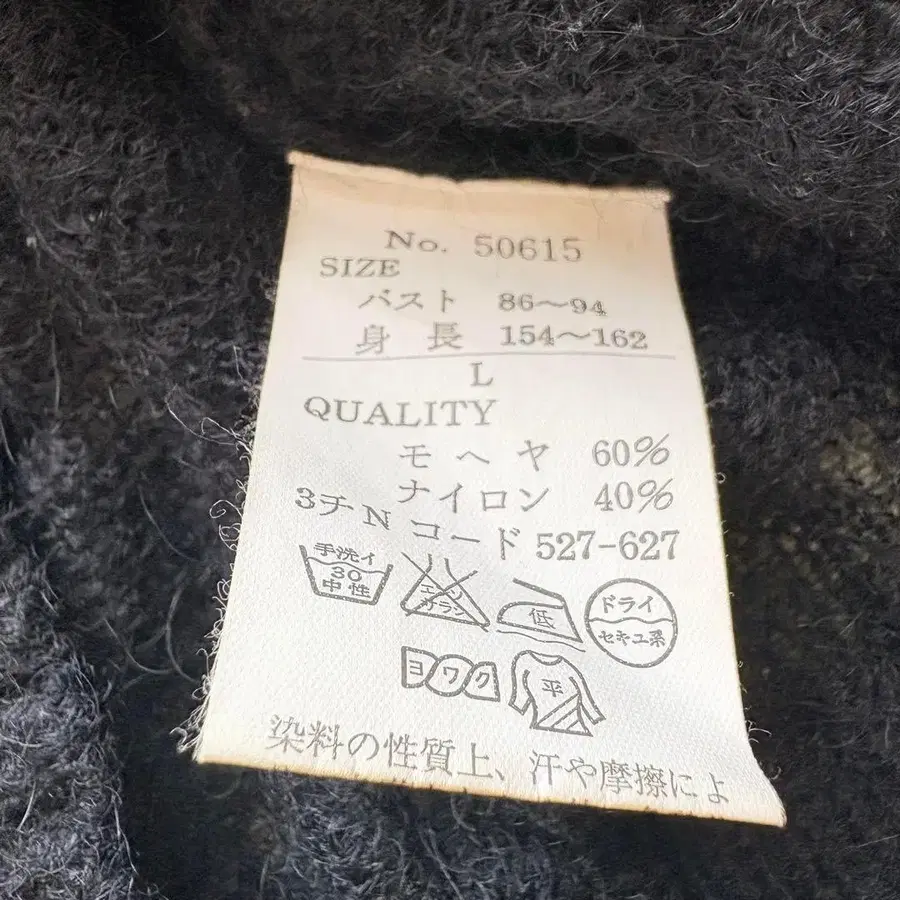 No. 50615
SIZE
バスト 86〜94
身長 154〜162
L
QUALITY
モヘヤ 60%
ナイロン 40%
3チN コード 527-627
手洗イ
30
中性
エンソ
サラシ
低
ドライ
セキユ系
ヨワク
平
染料の性質上、汗や摩擦によ